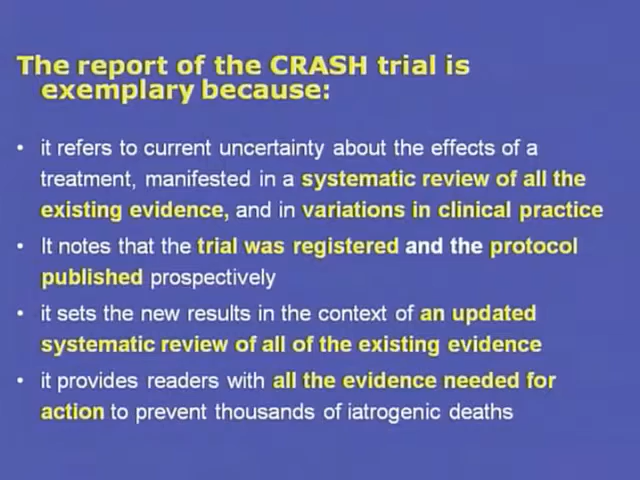 The report of the CRASH trial is
exemplary because:
• it refers to current uncertainty about the effects of a
treatment, manifested in a systematic review of all the
existing evidence, and in variations in clinical practice
• It notes that the trial was registered and the protocol
published prospectively
• it sets the new results in the context of an updated
systematic review of all of the existing evidence
• it provides readers with all the evidence needed for
action to prevent thousands of iatrogenic deaths